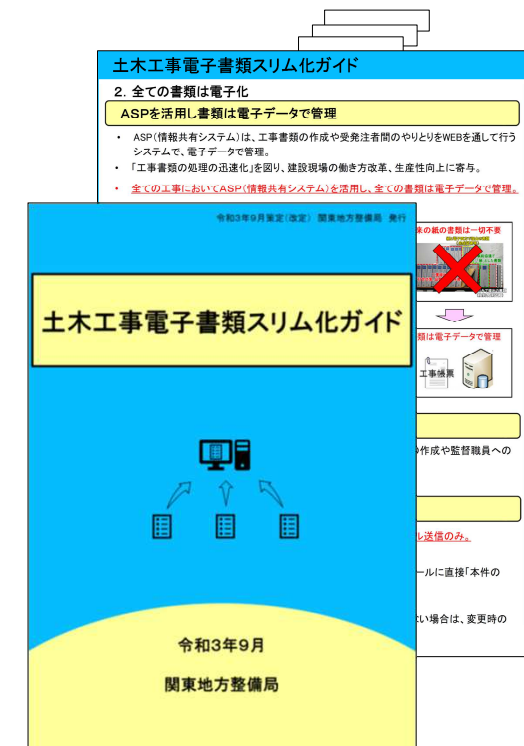 土木工事電子書類スリム化ガイド
2. 全ての書類は電子化
ASPを活用し書類は電子データで管理
・ ASP(情報共有システム)は、工事書類の作成や受発注者間のやりとりをWEBを通して行う
システムで、電子データで管理。
・ 「工事書類の処理の迅速化」を図り、建設現場の働き方改革、生産性向上に寄与。
・ 全ての工事においてASP(情報共有システム)を活用し、全ての書類は電子データで管理。
来の紙の書類は一切不要
類は電子データで管理
工事帳票
作成や監督職員への
ル送信のみ。
ールに直接「本件の
い場合は、変更時の
令和3年9月策定(改定) 関東地方整備局 発行
土木工事電子書類スリム化ガイド
令和3年9月
関東地方整備局